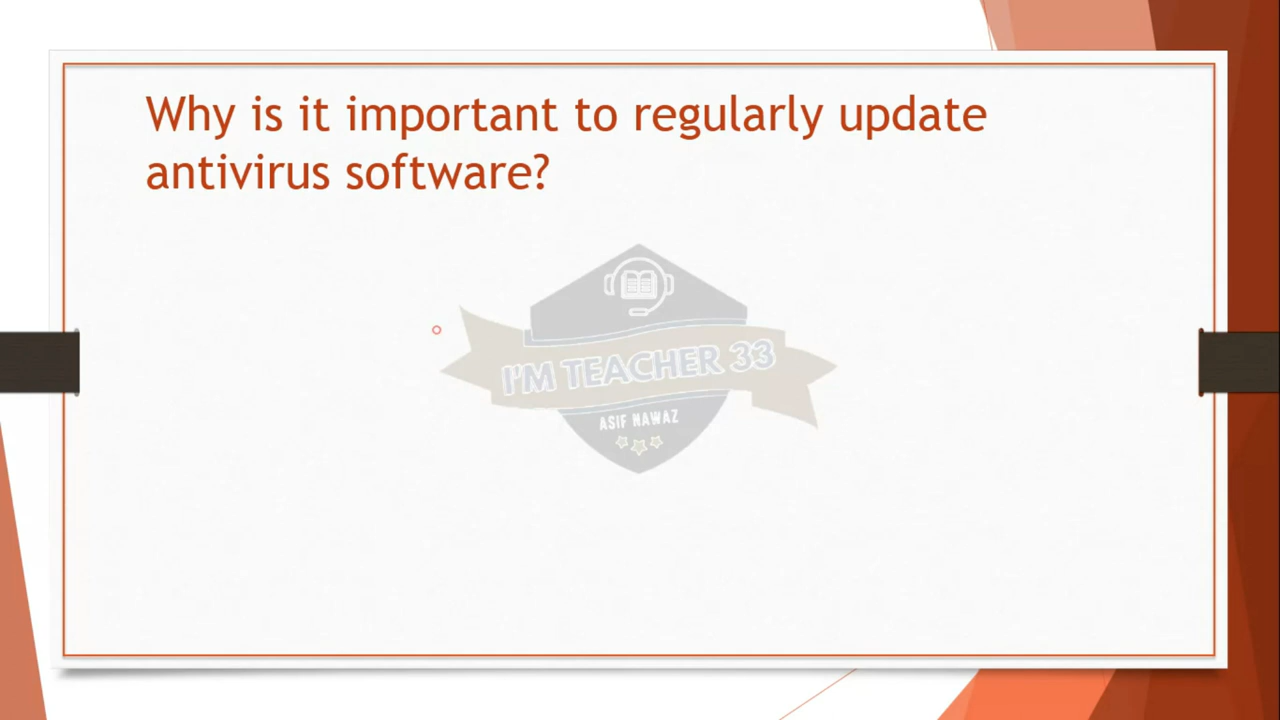 Why is it important to regularly update
antivirus software?
I'M TEACHER 33
ASIF NAWAZ